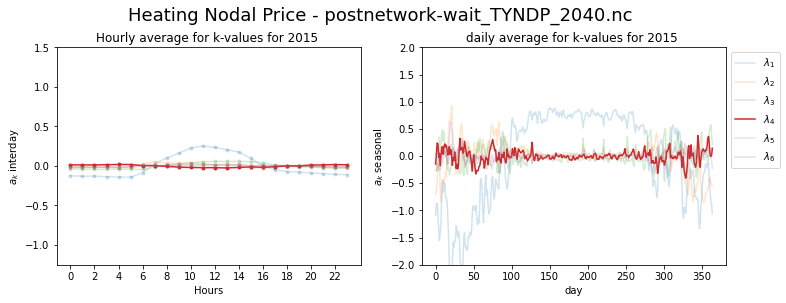 Heating Nodal Price - postnetwork-wait_TYNDP_2040.nc
Hourly average for k-values for 2015
1.5
1.0
0.5
0.0
−0.5
−1.0
a_k interday
0 2 4 6 8 10 12 14 16 18 20 22
Hours
daily average for k-values for 2015
2.0
1.5
1.0
0.5
0.0
−0.5
−1.0
−1.5
−2.0
a_k seasonal
0 50 100 150 200 250 300 350
day
λ₁
λ₂
λ₃
λ₄
λ₅
λ₆